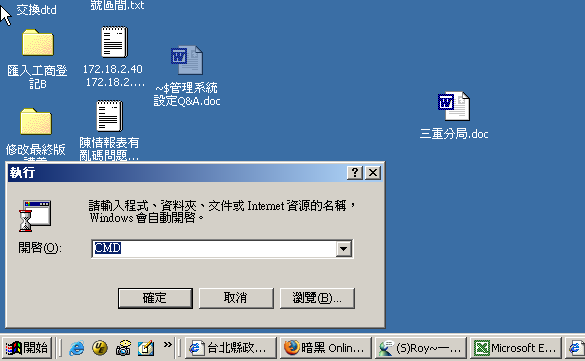 交換dtd
號區間.txt
匯入工商登
記B
172.18.2.40
172.18.2....
~$管理系統
設定Q&A.doc
三重分局.doc
修改最終版
陳情報表有
亂碼問題...
執行
請輸入程式、資料夾、文件或 Internet 資源的名稱，
Windows 會自動開啓。
開啓(O):
CMD
確定
取消
瀏覽(B)...
開始
台北縣政...
暗黑 Onlin...
(S)Roy~一...
Microsoft E...